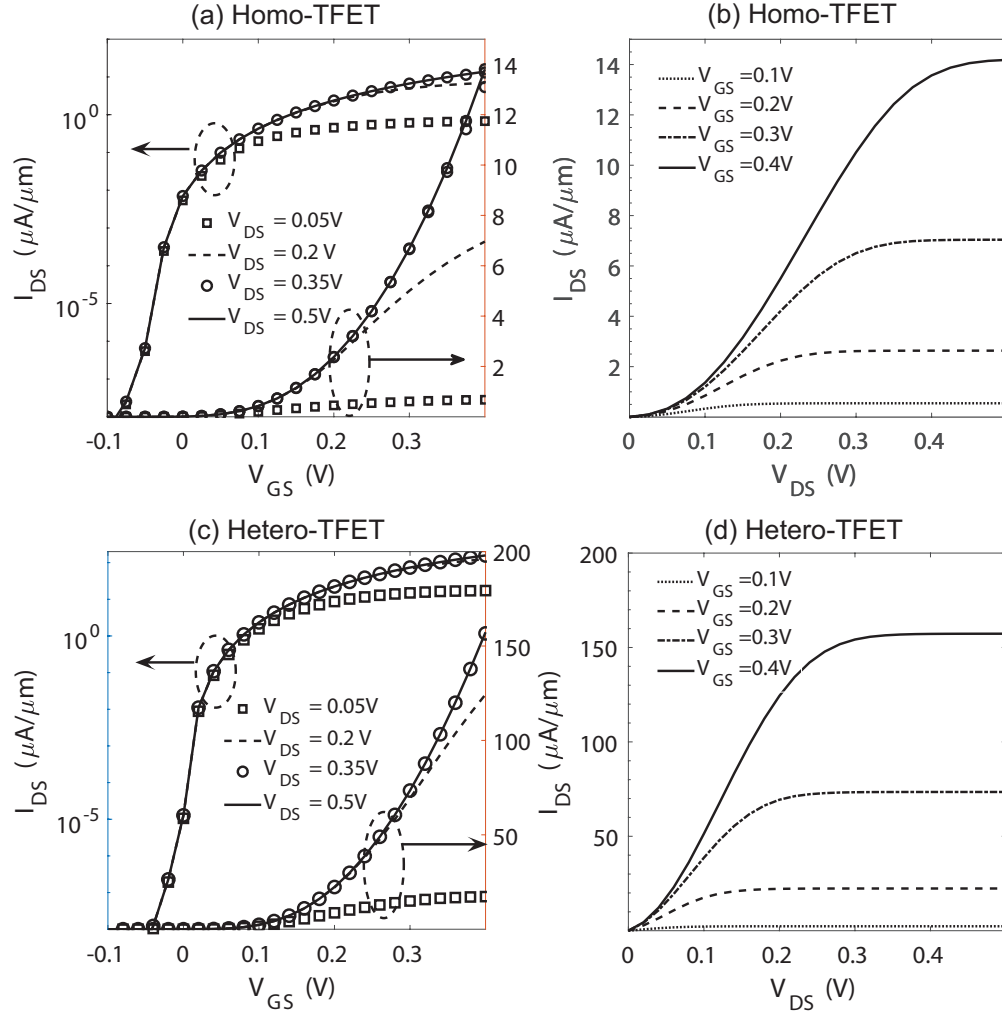 (a) Homo-TFET
I_DS (μA/μm)
10^0
10^-5
V_DS = 0.05V
V_DS = 0.2 V
V_DS = 0.35V
V_DS = 0.5V
14
12
10
8
6
4
2
-0.1
0
0.1
0.2
0.3
V_GS (V)
(b) Homo-TFET
I_DS (μA/μm)
14
12
10
8
6
4
2
V_GS =0.1V
V_GS =0.2V
V_GS =0.3V
V_GS =0.4V
0
0.1
0.2
0.3
0.4
V_DS (V)
(c) Hetero-TFET
I_DS (μA/μm)
10^0
10^-5
V_DS = 0.05V
V_DS = 0.2 V
V_DS = 0.35V
V_DS = 0.5V
200
150
100
50
-0.1
0
0.1
0.2
0.3
V_GS (V)
(d) Hetero-TFET
I_DS (μA/μm)
200
150
100
50
V_GS =0.1V
V_GS =0.2V
V_GS =0.3V
V_GS =0.4V
0
0.1
0.2
0.3
0.4
V_DS (V)